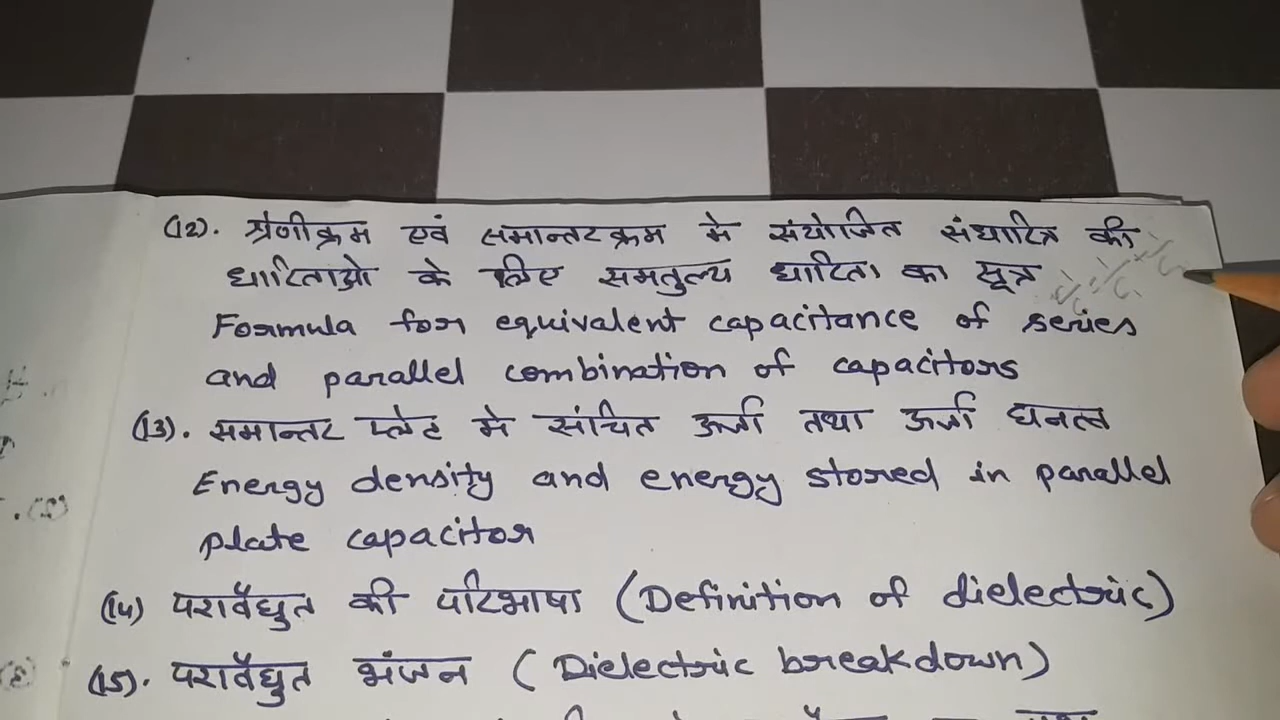 (12). श्रेणीक्रम एवं समान्तरक्रम मे संयोजित संधारित्र की
धारिताओ के लिए समतुल्य धारिता का सूत्र
Formula for equivalent capacitance of series
and parallel combination of capacitors
(13). समान्तर प्लेट मे संचित ऊर्जा तथा ऊर्जा घनत्व
Energy density and energy stored in parallel
plate capacitor
(14) परावैद्युत की परिभाषा (Definition of dielectric)
(15). परावैद्युत भंजन (Dielectric breakdown)